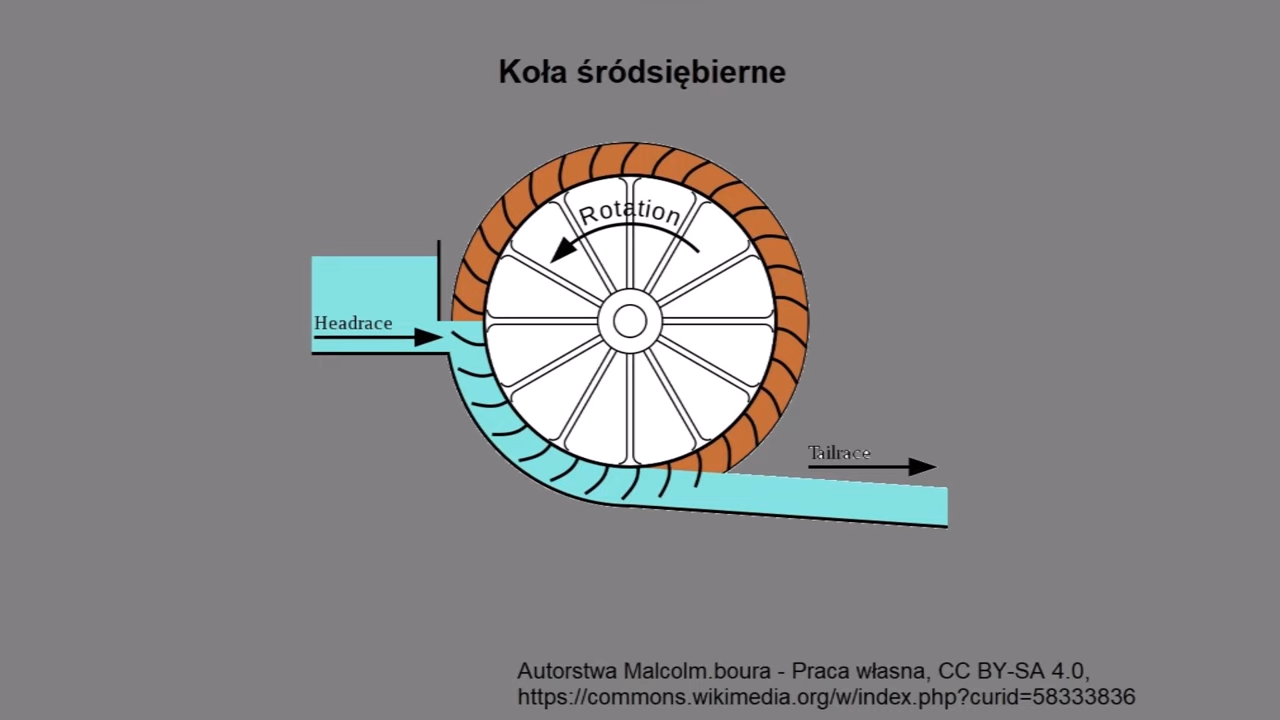 Koła śródsiębierne
Rotation
Headrace
Tailrace
Autorstwa Malcolm.boura - Praca własna, CC BY-SA 4.0,
https://commons.wikimedia.org/w/index.php?curid=58333836